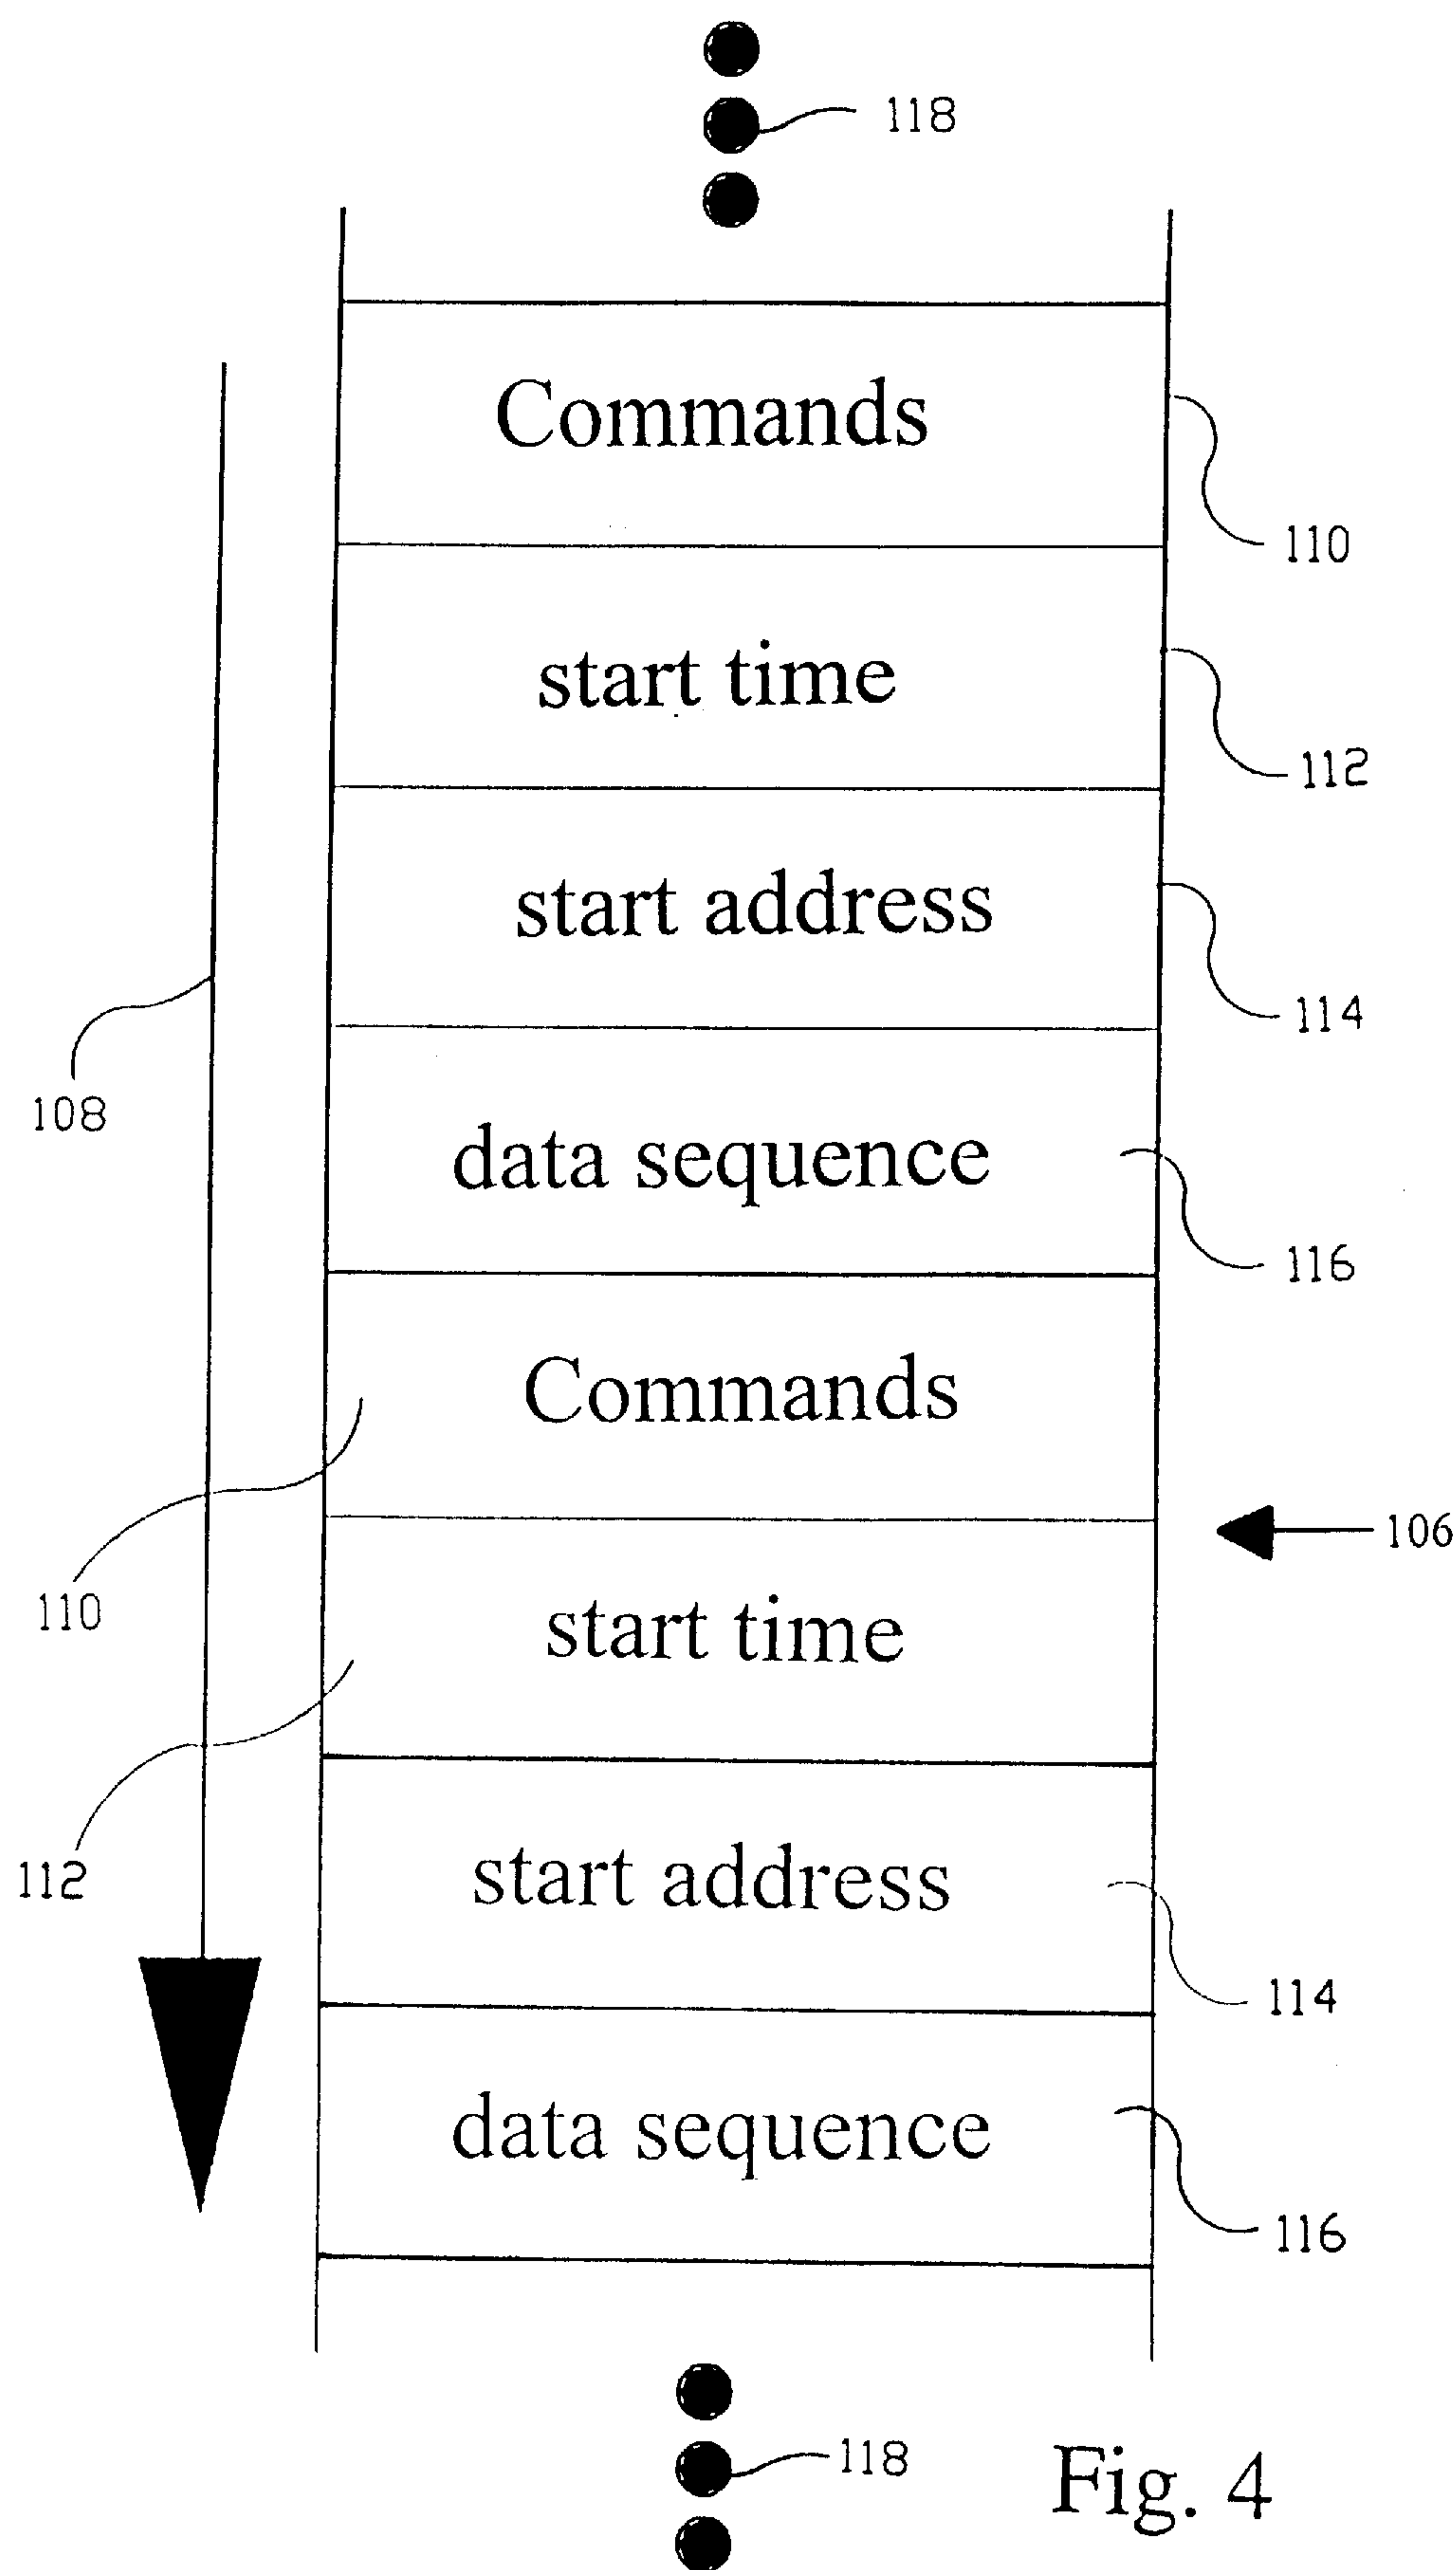 118
Commands
110
start time
112
start address
114
108
data sequence
116
Commands
106
110
start time
112
start address
114
data sequence
116
118
Fig. 4